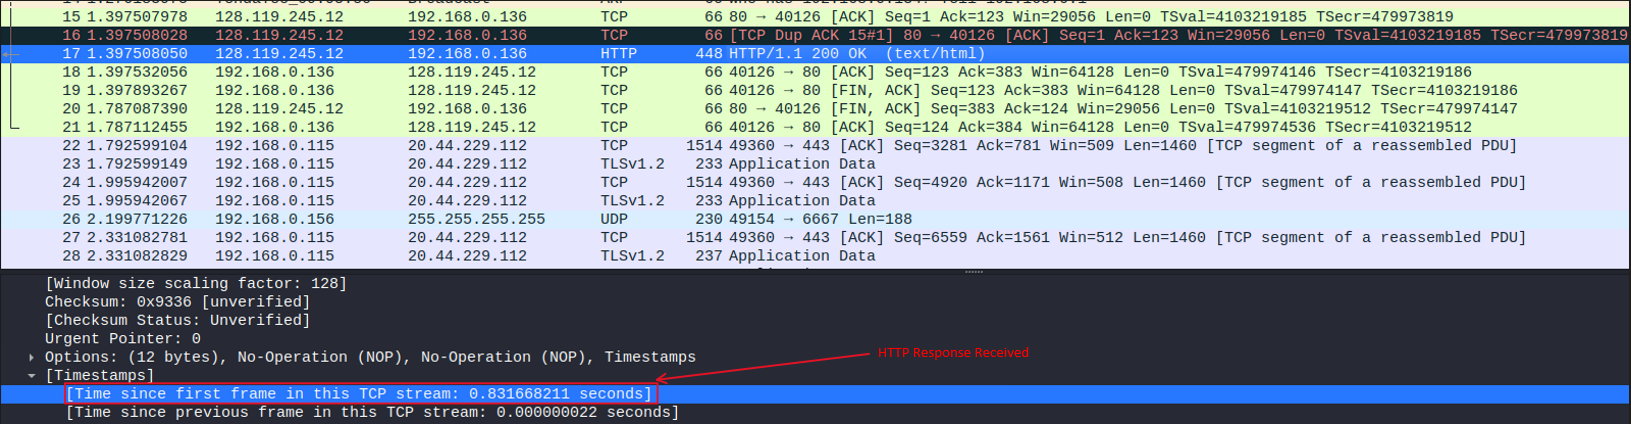 15 1.397507978 128.119.245.12 192.168.0.136 TCP 66 80 → 40126 [ACK] Seq=1 Ack=123 Win=29056 Len=0 TSval=4103219185 TSecr=479973819
16 1.397508028 128.119.245.12 192.168.0.136 TCP 66 [TCP Dup ACK 15#1] 80 → 40126 [ACK] Seq=1 Ack=123 Win=29056 Len=0 TSval=4103219185 TSecr=479973819
17 1.397508050 128.119.245.12 192.168.0.136 HTTP 448 HTTP/1.1 200 OK (text/html)
18 1.397532056 192.168.0.136 128.119.245.12 TCP 66 40126 → 80 [ACK] Seq=123 Ack=383 Win=64128 Len=0 TSval=479974146 TSecr=4103219186
19 1.397893267 192.168.0.136 128.119.245.12 TCP 66 40126 → 80 [FIN, ACK] Seq=123 Ack=383 Win=64128 Len=0 TSval=479974147 TSecr=4103219186
20 1.787087390 128.119.245.12 192.168.0.136 TCP 66 80 → 40126 [FIN, ACK] Seq=383 Ack=124 Win=29056 Len=0 TSval=4103219512 TSecr=479974147
21 1.787112455 192.168.0.136 128.119.245.12 TCP 66 40126 → 80 [ACK] Seq=124 Ack=384 Win=64128 Len=0 TSval=479974536 TSecr=4103219512
22 1.792599104 192.168.0.115 20.44.229.112 TCP 1514 49360 → 443 [ACK] Seq=3281 Ack=781 Win=509 Len=1460 [TCP segment of a reassembled PDU]
23 1.792599149 192.168.0.115 20.44.229.112 TLSv1.2 233 Application Data
24 1.995942007 192.168.0.115 20.44.229.112 TCP 1514 49360 → 443 [ACK] Seq=4920 Ack=1171 Win=508 Len=1460 [TCP segment of a reassembled PDU]
25 1.995942067 192.168.0.115 20.44.229.112 TLSv1.2 233 Application Data
26 2.199771226 192.168.0.156 255.255.255.255 UDP 230 49154 → 6667 Len=188
27 2.331082781 192.168.0.115 20.44.229.112 TCP 1514 49360 → 443 [ACK] Seq=6559 Ack=1561 Win=512 Len=1460 [TCP segment of a reassembled PDU]
28 2.331082829 192.168.0.115 20.44.229.112 TLSv1.2 237 Application Data
[Window size scaling factor: 128]
Checksum: 0x9336 [unverified]
[Checksum Status: Unverified]
Urgent Pointer: 0
Options: (12 bytes), No-Operation (NOP), No-Operation (NOP), Timestamps
HTTP Response Received
[Timestamps]
[Time since first frame in this TCP stream: 0.831668211 seconds]
[Time since previous frame in this TCP stream: 0.000000022 seconds]